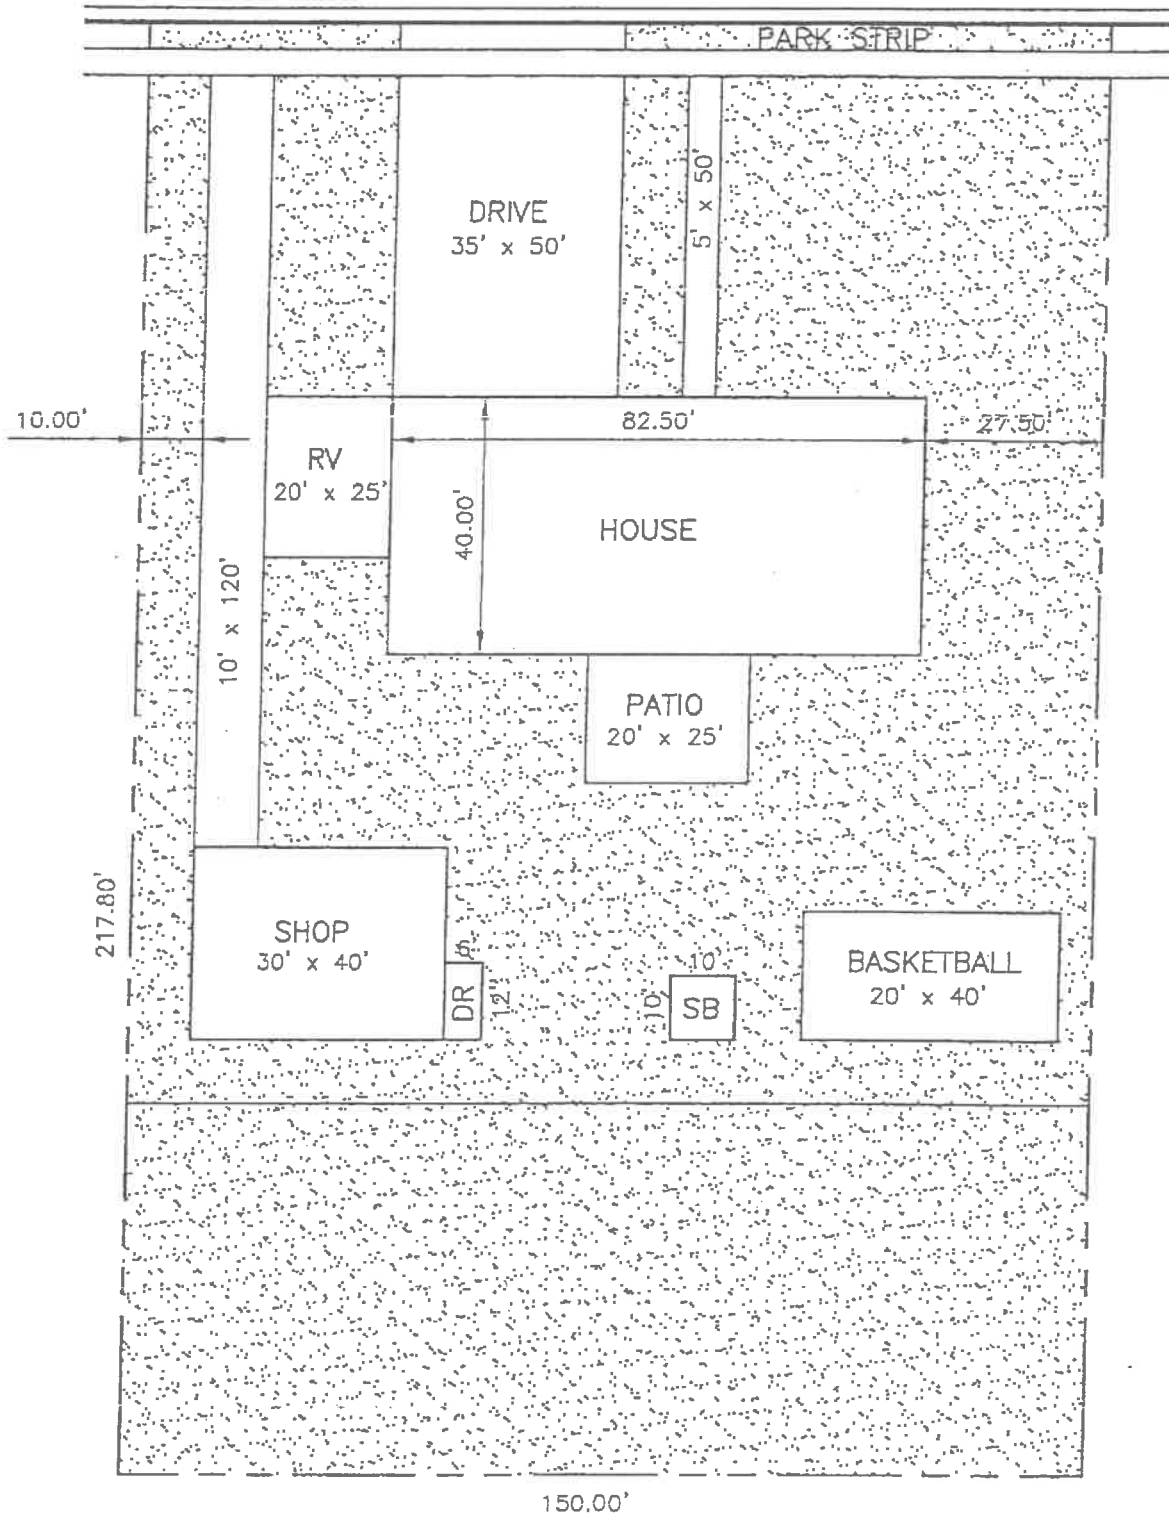 PARK STRIP
5' x 50'
DRIVE
35' x 50'
10.00'
82.50'
27.50'
RV
20' x 25'
40.00'
HOUSE
10' x 120'
PATIO
20' x 25'
217.80'
SHOP
30' x 40'
DR
12'
10'
10'
SB
BASKETBALL
20' x 40'
150.00'